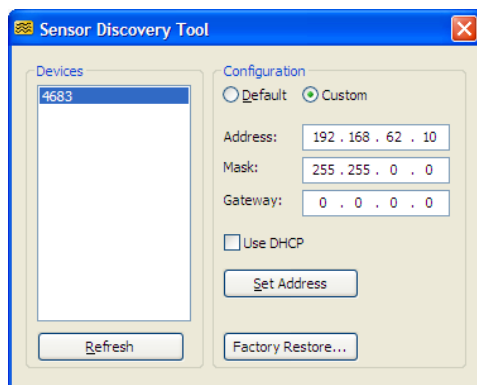 Sensor Discovery Tool
Devices
4683
Refresh
Configuration
Default Custom
Address: 192 . 168 . 62 . 10
Mask: 255 . 255 . 0 . 0
Gateway: 0 . 0 . 0 . 0
Use DHCP
Set Address
Factory Restore...